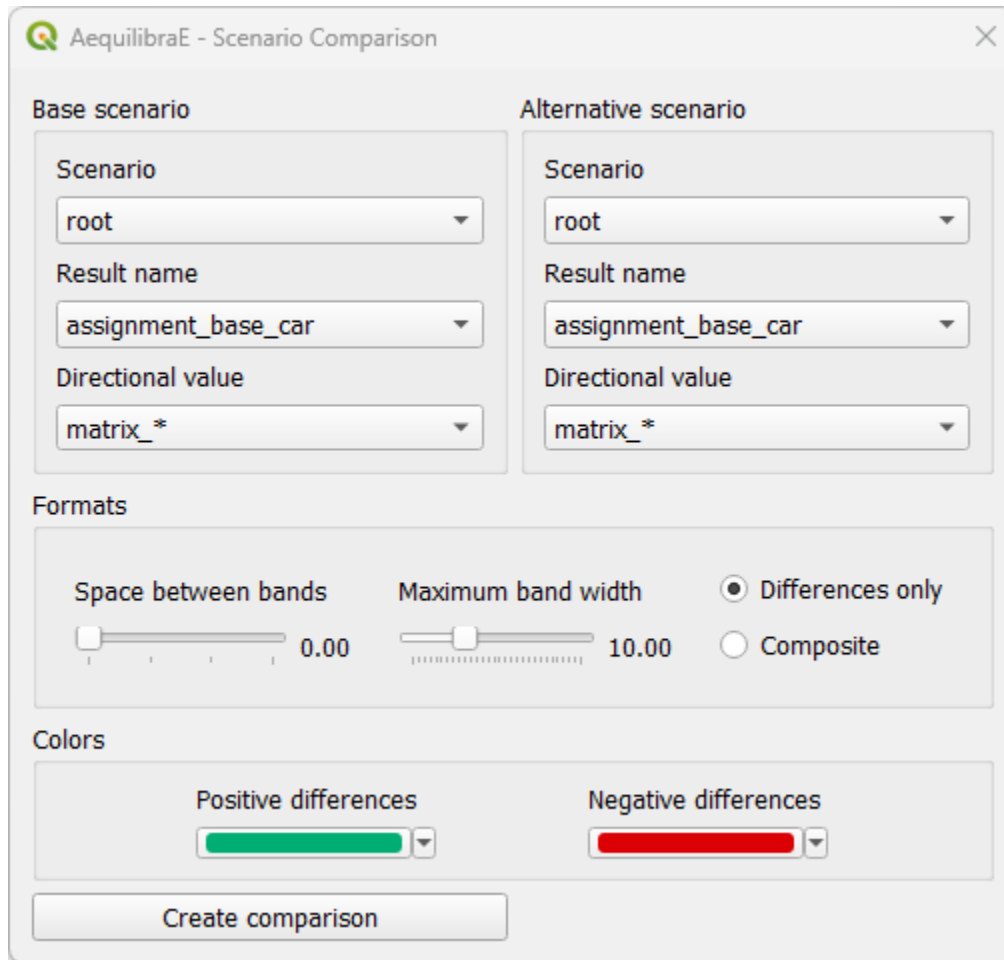 AequilibraE - Scenario Comparison
Base scenario
Alternative scenario
Scenario
root
Result name
assignment_base_car
Directional value
matrix_*
Scenario
root
Result name
assignment_base_car
Directional value
matrix_*
Formats
Space between bands
0.00
Maximum band width
10.00
Differences only
Composite
Colors
Positive differences
Negative differences
Create comparison